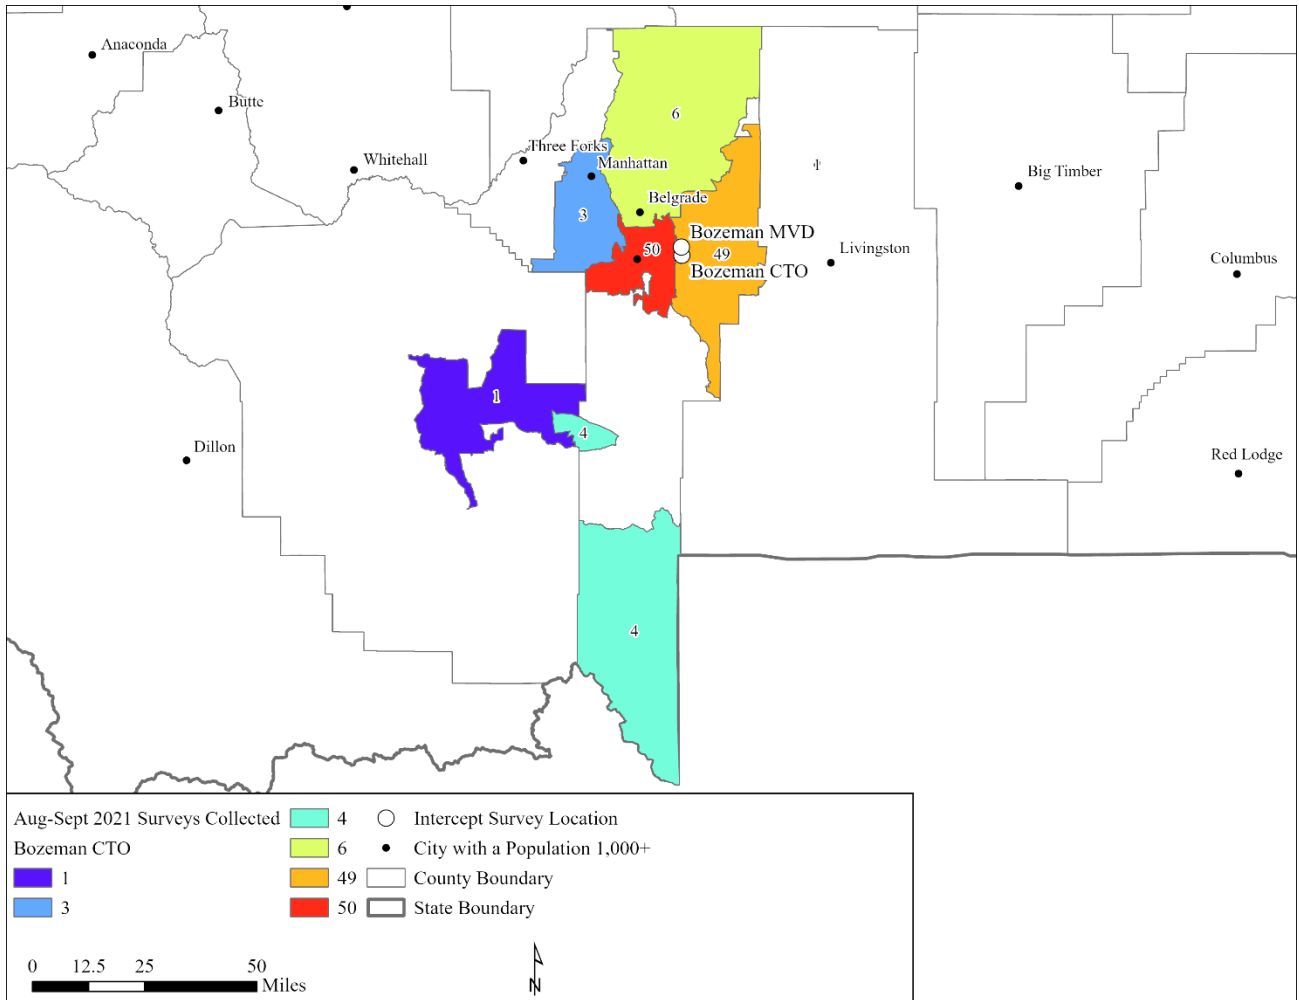 Anaconda
Butte
6
Three Forks
Whitehall
Manhattan
Big Timber
Belgrade
3
Bozeman MVD
50
49
Livingston
Columbus
Bozeman CTO
1
4
Dillon
Red Lodge
4
Aug-Sept 2021 Surveys Collected
Bozeman CTO
1
3
4
6
49
50
Intercept Survey Location
City with a Population 1,000+
County Boundary
State Boundary
0 12.5 25 50
Miles
N